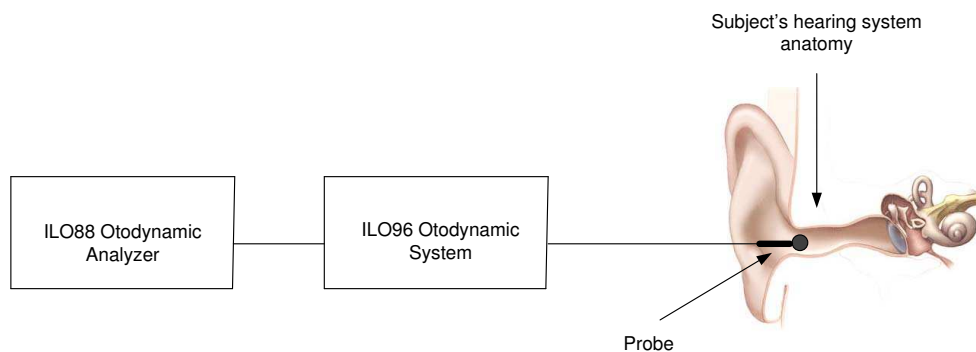 Subject's hearing system
anatomy
ILO88 Otodynamic
Analyzer
ILO96 Otodynamic
System
Probe